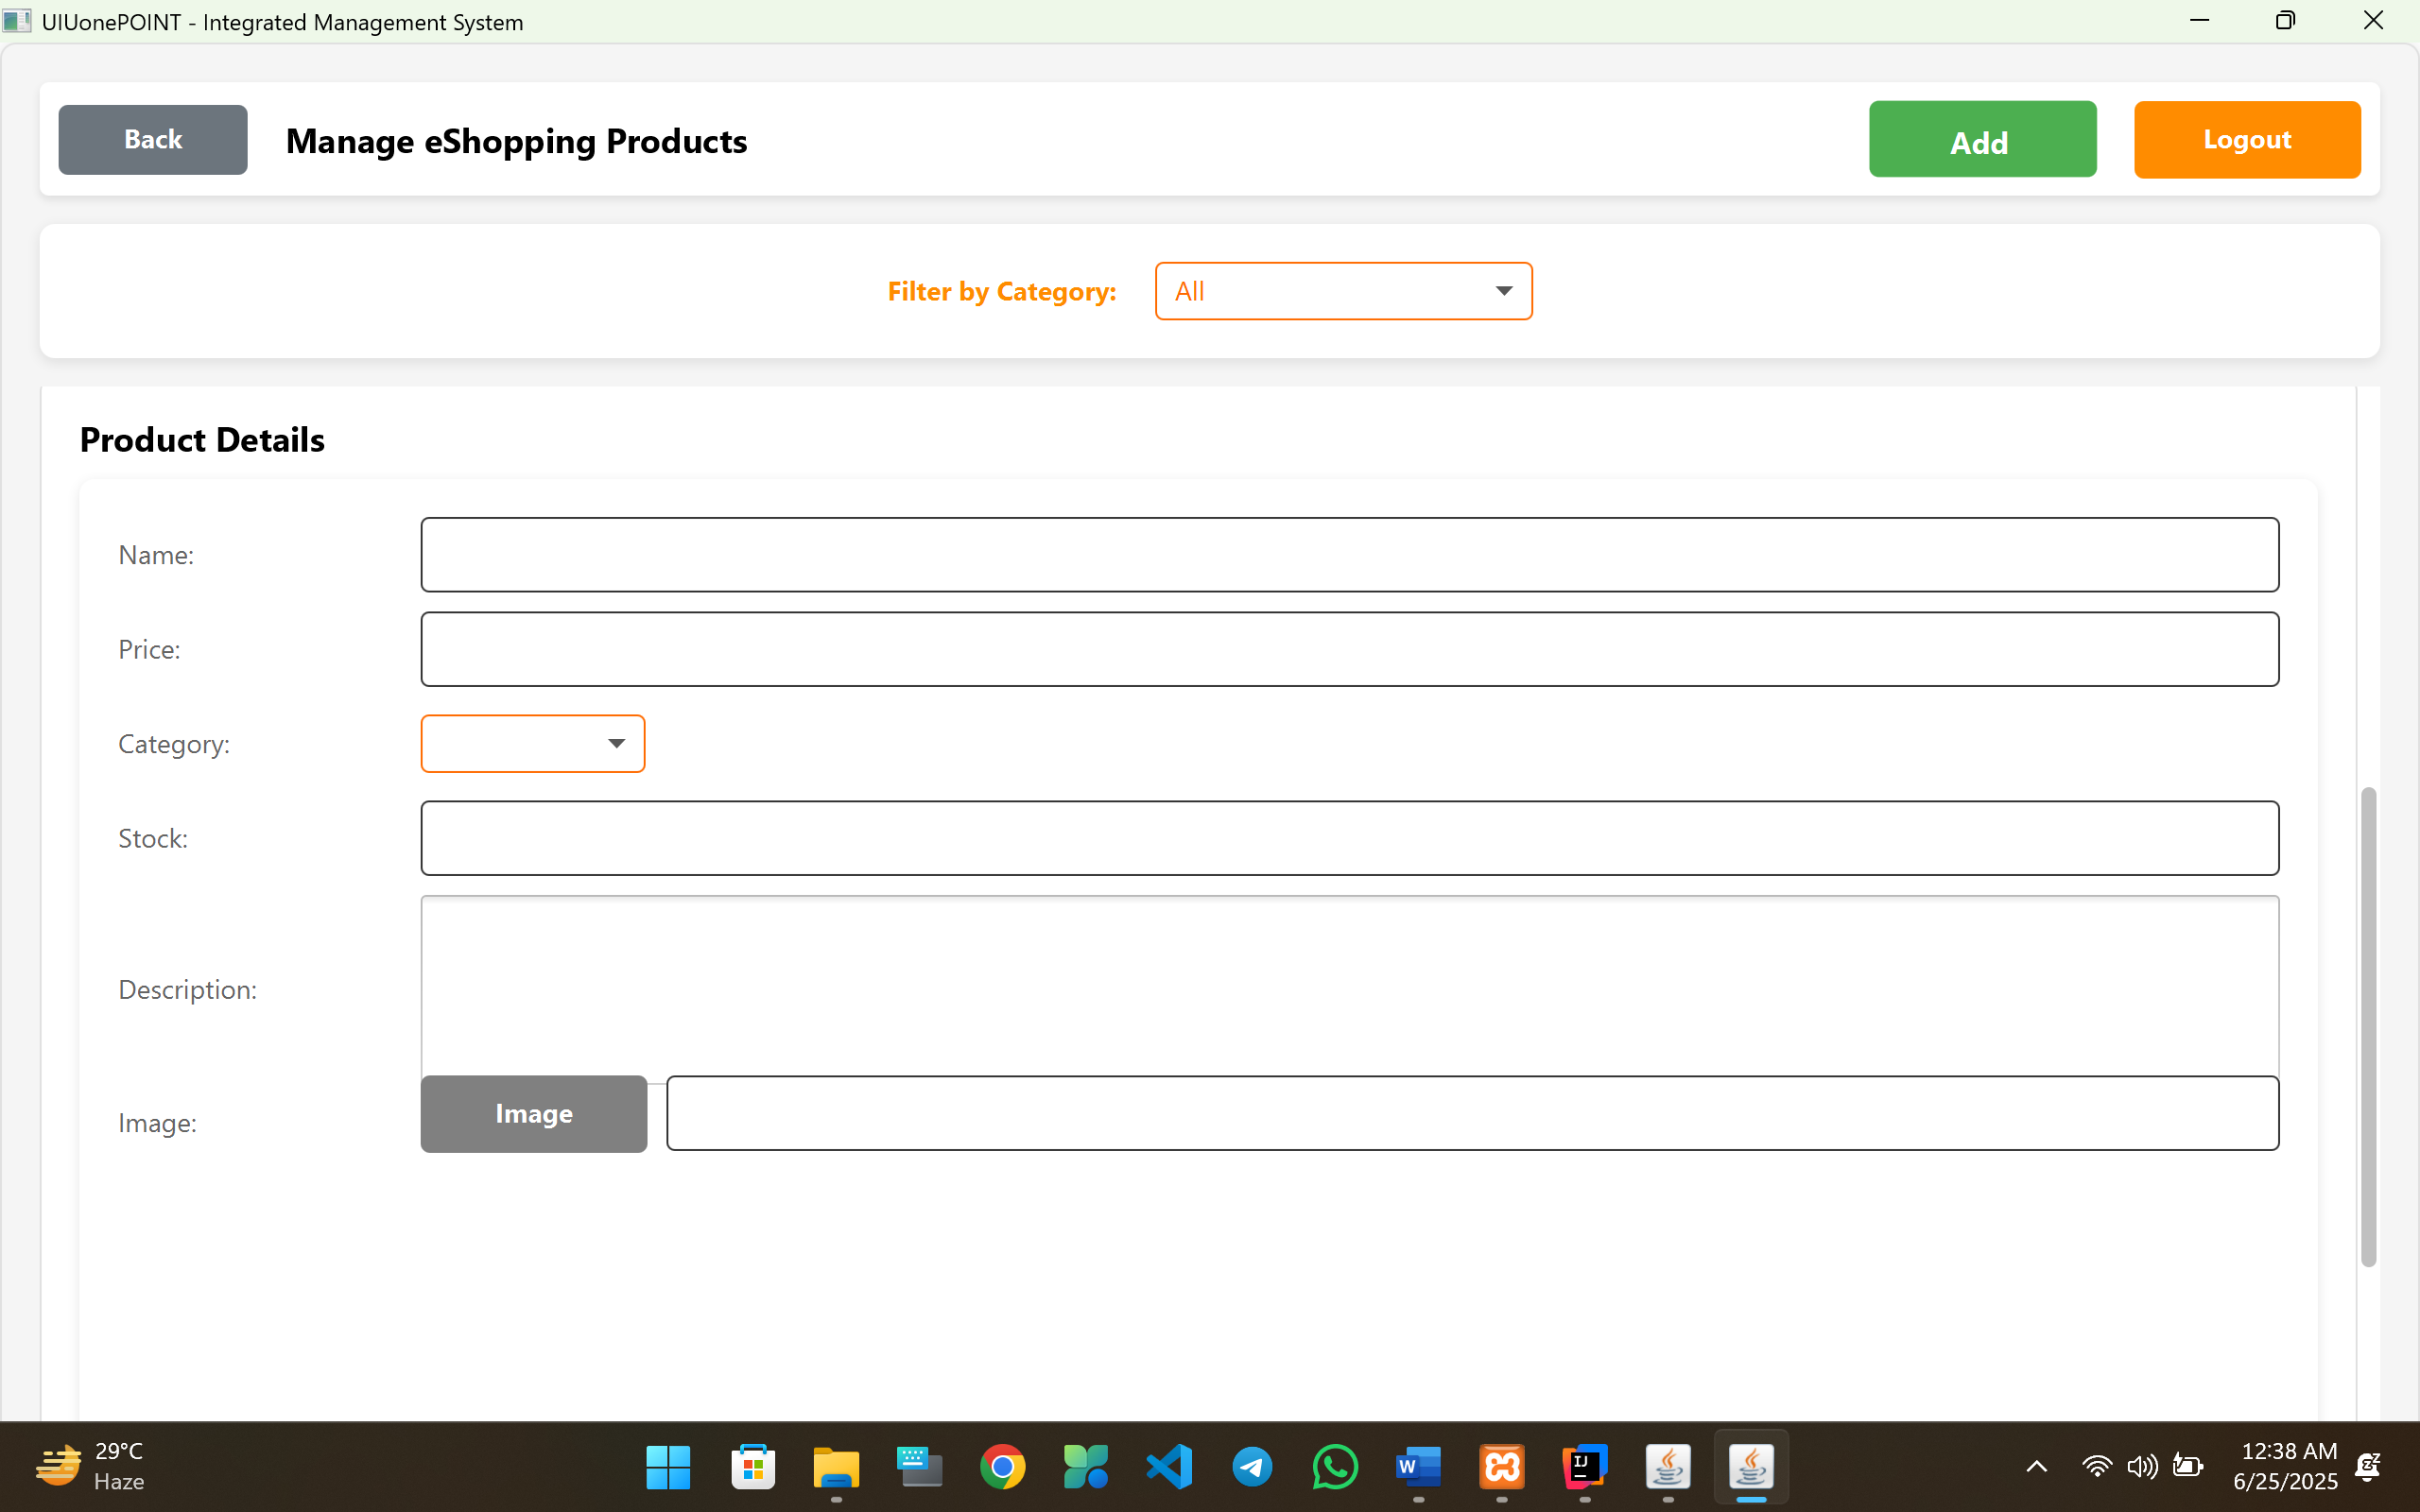 UIUonePOINT - Integrated Management System
Back
Manage eShopping Products
Add
Logout
Filter by Category:
All
Product Details
Name:
Price:
Category:
Stock:
Description:
Image:
Image
29°C
Haze
W
IJ
12:38 AM
6/25/2025